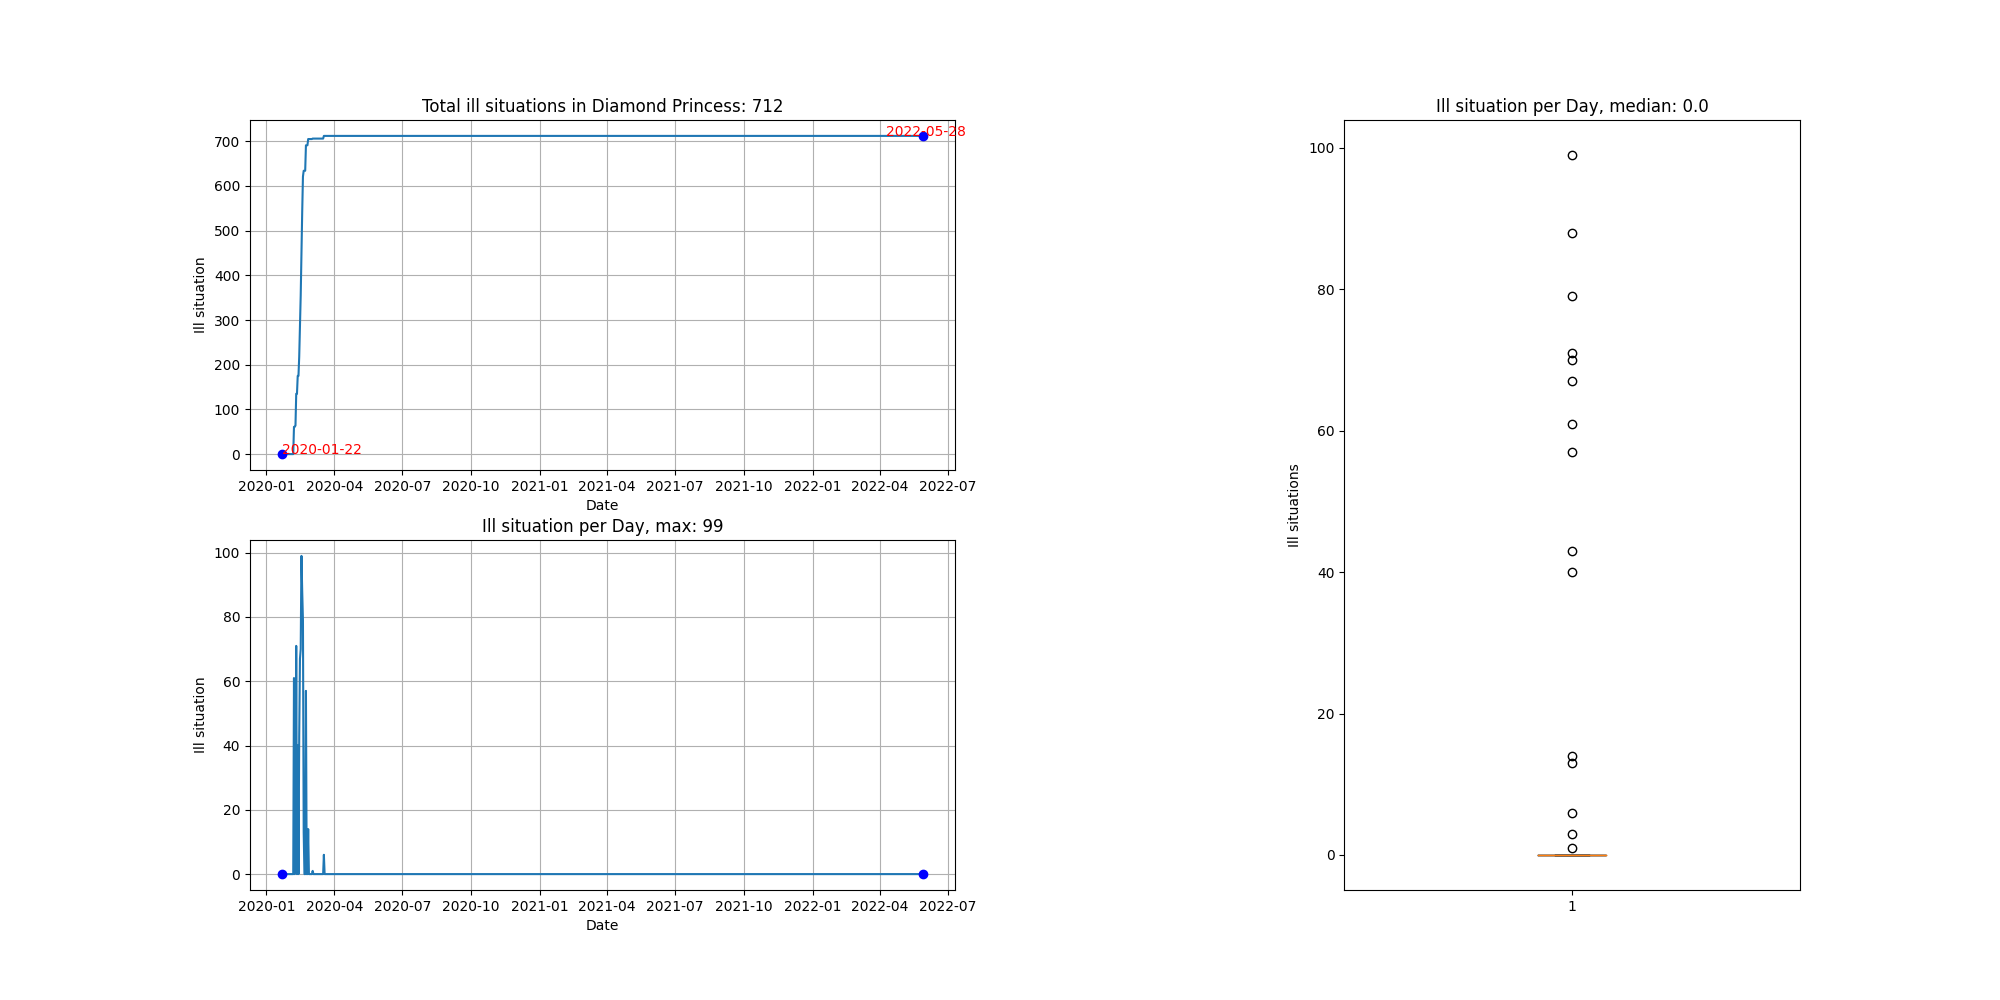 Total ill situations in Diamond Princess: 712
Ill situation
700
600
500
400
300
200
100
0
2022-05-28
2020-01-22
2020-01 2020-04 2020-07 2020-10 2021-01 2021-04 2021-07 2021-10 2022-01 2022-04 2022-07
Date
Ill situation per Day, max: 99
Ill situation
100
80
60
40
20
0
2020-01 2020-04 2020-07 2020-10 2021-01 2021-04 2021-07 2021-10 2022-01 2022-04 2022-07
Date
Ill situation per Day, median: 0.0
Ill situations
100
80
60
40
20
0
1